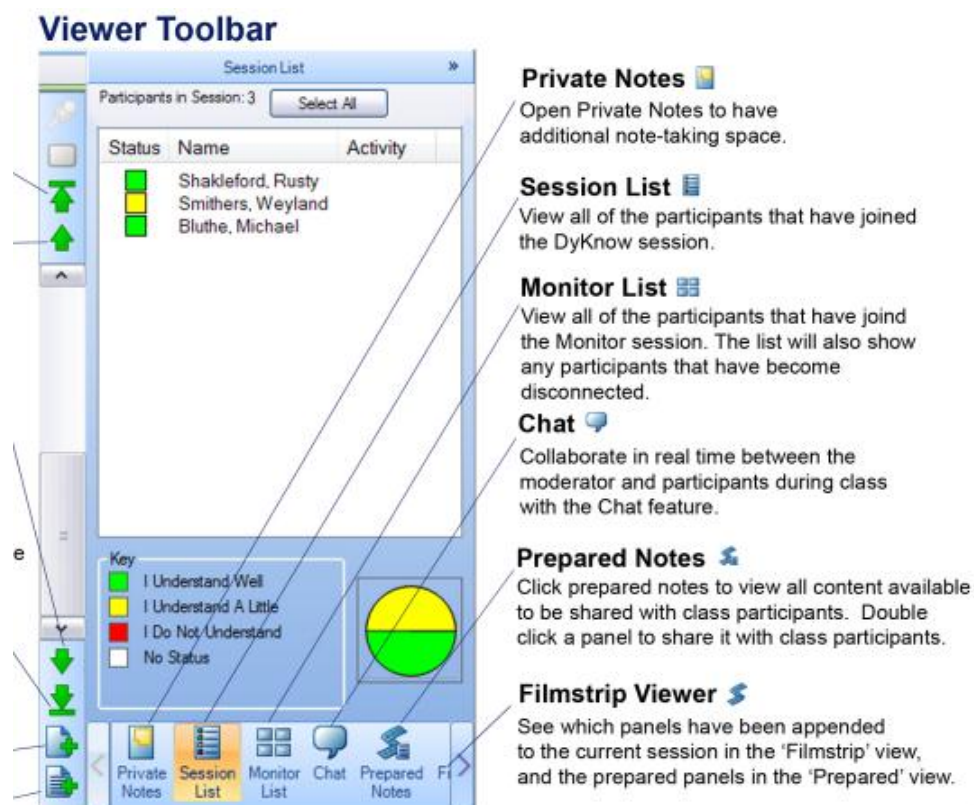 Viewer Toolbar
Session List »
Participants in Session: 3 Select All
Status Name Activity
Shakleford, Rusty
Smithers, Weyland
Bluthe, Michael
e
Key
I Understand Well
I Understand A Little
I Do Not Understand
No Status
Private Notes
Session List
Monitor List
Chat
Prepared Notes
Fi
Private Notes
Open Private Notes to have
additional note-taking space.
Session List
View all of the participants that have joined
the DyKnow session.
Monitor List
View all of the participants that have joind
the Monitor session. The list will also show
any participants that have become
disconnected.
Chat
Collaborate in real time between the
moderator and participants during class
with the Chat feature.
Prepared Notes
Click prepared notes to view all content available
to be shared with class participants. Double
click a panel to share it with class participants.
Filmstrip Viewer
See which panels have been appended
to the current session in the ‘Filmstrip’ view,
and the prepared panels in the ‘Prepared’ view.